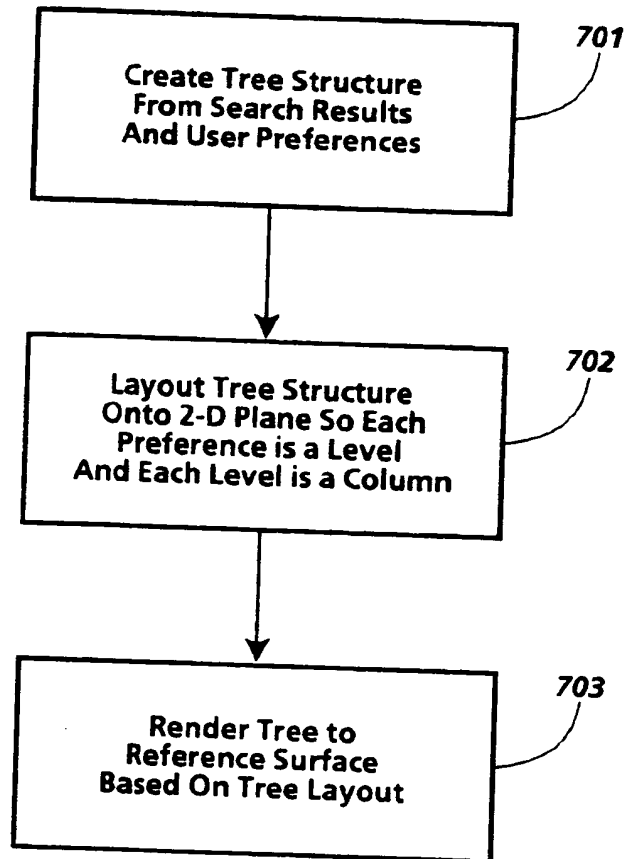 701
Create Tree Structure
From Search Results
And User Preferences
702
Layout Tree Structure
Onto 2-D Plane So Each
Preference is a Level
And Each Level is a Column
703
Render Tree to
Reference Surface
Based On Tree Layout